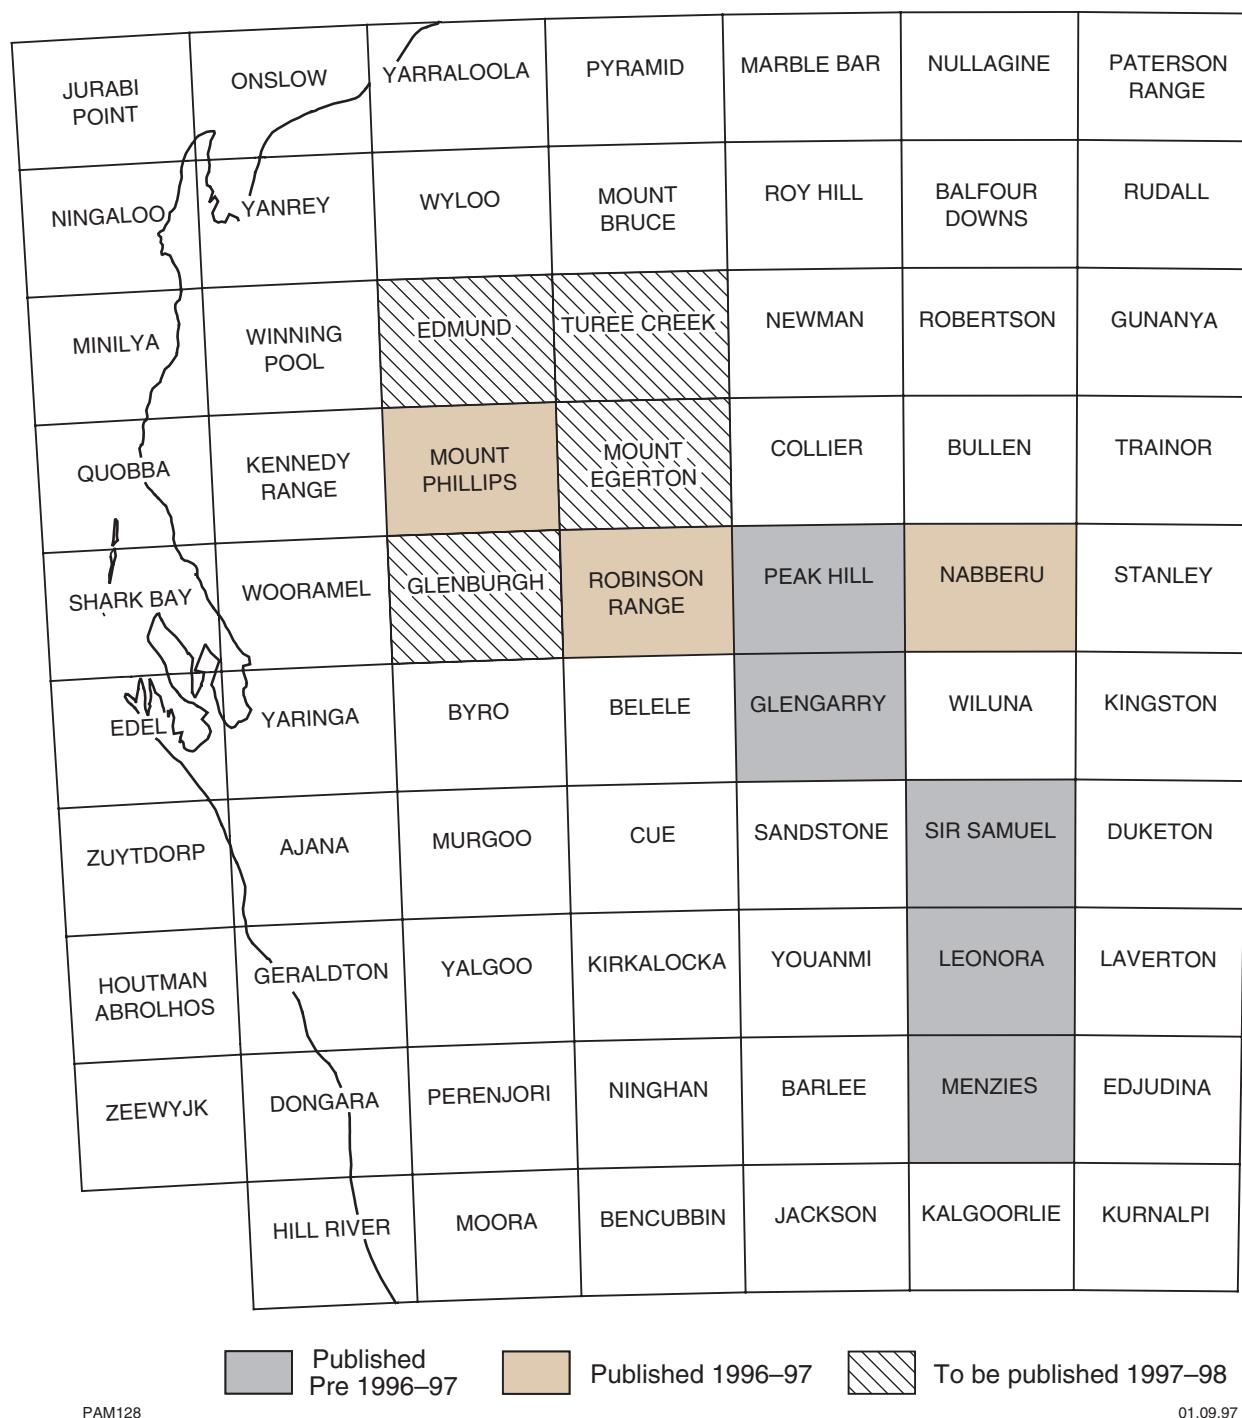 JURABI
POINT
ONSLOW
YARRALOOLA
PYRAMID
MARBLE BAR
NULLAGINE
PATERSON
RANGE
NINGALOO
YANREY
WYLOO
MOUNT
BRUCE
ROY HILL
BALFOUR
DOWNS
RUDALL
MINILYA
WINNING
POOL
EDMUND
TUREE CREEK
NEWMAN
ROBERTSON
GUNANYA
QUOBBA
KENNEDY
RANGE
MOUNT
PHILLIPS
MOUNT
EGERTON
COLLIER
BULLEN
TRAINOR
SHARK BAY
WOORAMEL
GLENBURGH
ROBINSON
RANGE
PEAK HILL
NABBERU
STANLEY
EDEL
YARINGA
BYRO
BELELE
GLENGARRY
WILUNA
KINGSTON
ZUYTDORP
AJANA
MURGOO
CUE
SANDSTONE
SIR SAMUEL
DUKETON
HOUTMAN
ABROLHOS
GERALDTON
YALGOO
KIRKALOCKA
YOUANMI
LEONORA
LAVERTON
ZEEWYJK
DONGARA
PERENJORI
NINGHAN
BARLEE
MENZIES
EDJUDINA
HILL RIVER
MOORA
BENCUBBIN
JACKSON
KALGOORLIE
KURNALPI
Published
Pre 1996–97
Published 1996–97
To be published 1997–98
PAM128
01.09.97